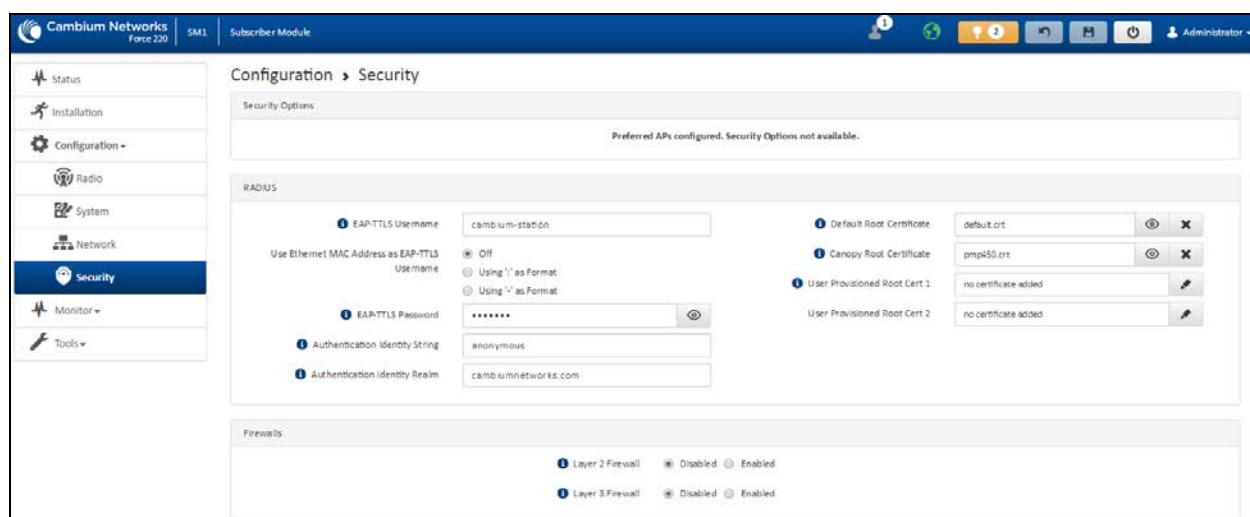 Cambium Networks
Force 220
SM1
Subscriber Module
1
2
Administrator
Status
Installation
Configuration
Radio
System
Network
Security
Monitor
Tools
Configuration > Security
Security Options
Preferred APs configured. Security Options not available.
RADIUS
EAP-TTLS Username
cambium-station
Use Ethernet MAC Address as EAP-TTLS Username
Off
Using ':' as Format
Using '-' as Format
EAP-TTLS Password
•••••••
Authentication Identity String
anonymous
Authentication Identity Realm
cambiumnetworks.com
Default Root Certificate
default.crt
Canopy Root Certificate
pmp450.crt
User Provisioned Root Cert 1
no certificate added
User Provisioned Root Cert 2
no certificate added
Firewalls
Layer 2 Firewall
Disabled
Enabled
Layer 3 Firewall
Disabled
Enabled